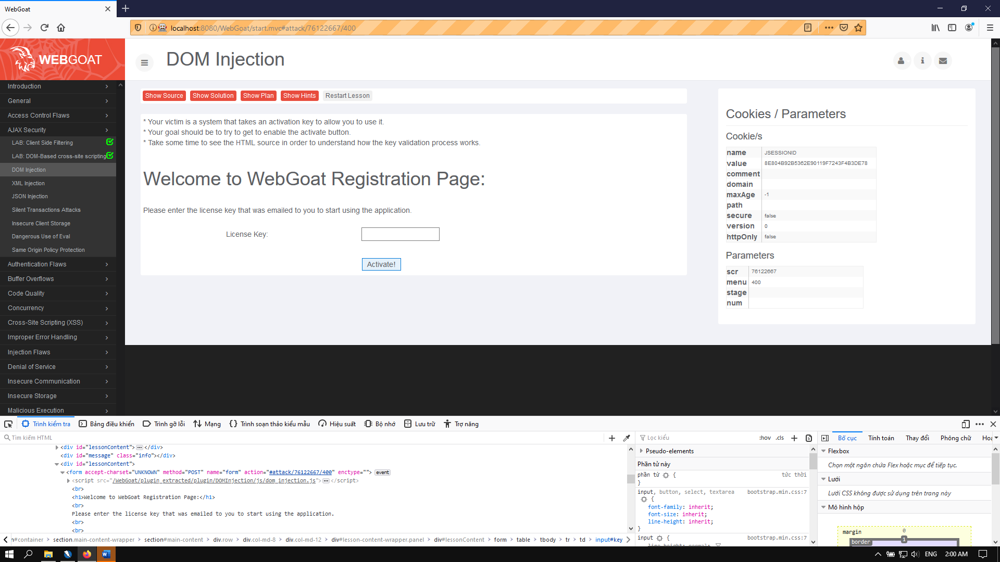 WebGoat
localhost:8080/WebGoat/start.mvc#attack/76122667/400
WEBGOAT
DOM Injection
Introduction
General
Access Control Flaws
AJAX Security
LAB: Client Side Filtering
LAB: DOM-Based cross-site scripting
DOM Injection
XML Injection
JSON Injection
Silent Transactions Attacks
Insecure Client Storage
Dangerous Use of Eval
Same Origin Policy Protection
Authentication Flaws
Buffer Overflows
Code Quality
Concurrency
Cross-Site Scripting (XSS)
Improper Error Handling
Injection Flaws
Denial of Service
Insecure Communication
Insecure Storage
Malicious Execution
Show Source Show Solution Show Plan Show Hints Restart Lesson
* Your victim is a system that takes an activation key to allow you to use it.
* Your goal should be to try to get to enable the activate button.
* Take some time to see the HTML source in order to understand how the key validation process works.
Welcome to WebGoat Registration Page:
Please enter the license key that was emailed to you to start using the application.
License Key:
Activate!
Cookies / Parameters
Cookie/s
name JSESSIONID
value 8E804B92B5362E90119F7243F4B3DE78
comment
domain
maxAge -1
path
secure false
version 0
httpOnly false
Parameters
scr 76122667
menu 400
stage
num
Trình kiểm tra Bảng điều khiển Trình gỡ lỗi Mạng Trình soạn thảo kiểu mẫu Hiệu suất Bộ nhớ Lưu trữ Trợ năng
Tìm kiếm HTML
<div id="lessonContent"></div>
<div id="message" class="info"></div>
<div id="lessonContent">
<form accept-charset="UNKNOWN" method="POST" name="form" action="#attack/76122667/400" enctype=""> event
<script src="/WebGoat/plugin_extracted/plugin/DOMInjection/js/dom_injection.js"></script>
<br>
<h1>Welcome to WebGoat Registration Page:</h1>
<br>
Please enter the license key that was emailed to you to start using the application.
<br>
<br>
n#container section.main-content-wrapper section#main-content div.row div.col-md-8 div.col-md-12 div#lesson-content-wrapper.panel div#lessonContent form table tbody tr td input#key
Lọc kiểu :hov .cls
Pseudo-elements
Phần tử này
phần tử { tức thời
}
input, button, select, textarea bootstrap.min.css:7
{
font-family: inherit;
font-size: inherit;
line-height: inherit;
}
input { bootstrap.min.css:7
line-height: normal;
Bố cục Tính toán Thay đổi Phông chữ Hoạ
Flexbox
Chọn một ngăn chứa Flex hoặc mục để tiếp tục.
Lưới
Lưới CSS không được sử dụng trên trang này
Mô hình hộp
margin 0
border 1
ENG 2:00 AM